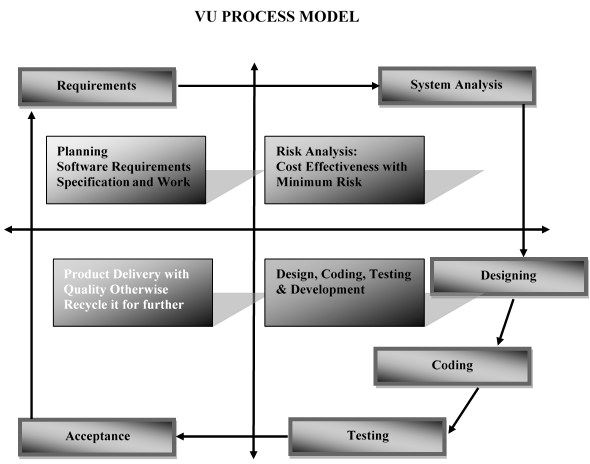 VU PROCESS MODEL
Requirements
System Analysis
Planning
Software Requirements
Specification and Work
Risk Analysis:
Cost Effectiveness with
Minimum Risk
Product Delivery with
Quality Otherwise
Recycle it for further
Design, Coding, Testing
& Development
Designing
Coding
Testing
Acceptance